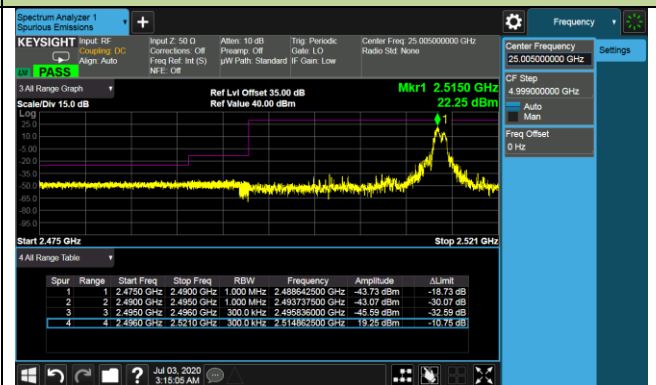 Spectrum Analyzer 1
Spurious Emissions
Frequency
KEYSIGHT
Input: RF
Coupling: DC
Align: Auto
Input Z: 50 Ω
Corrections: Off
Freq Ref: Int (S)
NFE: Off
Atten: 10 dB
Preamp: Off
µW Path: Standard
Trig: Periodic
Gate: LO
IF Gain: Low
Center Freq: 25.005000000 GHz
Radio Std: None
PASS
3 All Range Graph
Scale/Div 15.0 dB
Ref Lvl Offset 35.00 dB
Ref Value 40.00 dBm
Mkr1 2.5150 GHz
22.25 dBm
Log
25.0
10.0
-5.00
-20.0
-35.0
-50.0
-65.0
-80.0
-95.0
1
Start 2.475 GHz
Stop 2.521 GHz
4 All Range Table
Spur Range Start Freq Stop Freq RBW Frequency Amplitude ΔLimit
1 1 2.4750 GHz 2.4900 GHz 1.000 MHz 2.488642500 GHz -43.73 dBm -18.73 dB
2 2 2.4900 GHz 2.4950 GHz 1.000 MHz 2.493737500 GHz -43.07 dBm -30.07 dB
3 3 2.4950 GHz 2.4960 GHz 300.0 kHz 2.495836000 GHz -45.59 dBm -32.59 dB
4 4 2.4960 GHz 2.5210 GHz 300.0 kHz 2.514862500 GHz 19.25 dBm -10.75 dB
Center Frequency
25.005000000 GHz
Settings
CF Step
4.999000000 GHz
Auto
Man
Freq Offset
0 Hz
?
Jul 03, 2020
3:15:05 AM